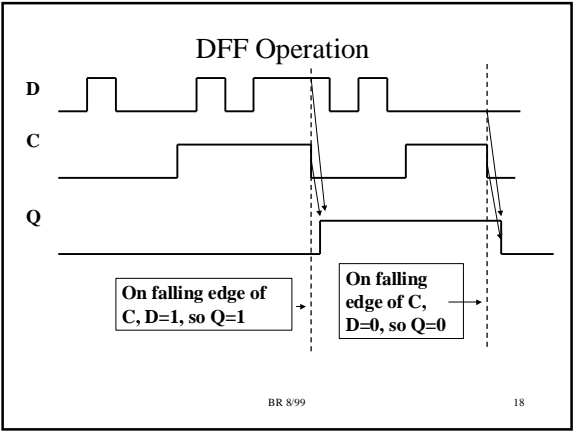 DFF Operation
D
C
Q
On falling edge of
C, D=1, so Q=1
On falling
edge of C,
D=0, so Q=0
BR 8/99
18